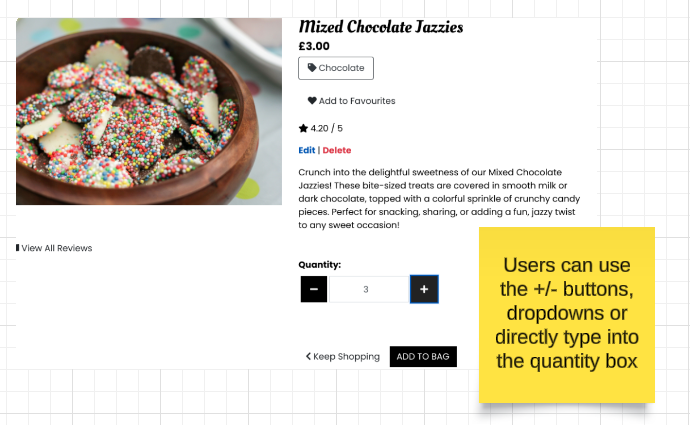 Mixed Chocolate Jazzies
£3.00
Chocolate
Add to Favourites
4.20 / 5
Edit | Delete
Crunch into the delightful sweetness of our Mixed Chocolate
Jazzies! These bite-sized treats are covered in smooth milk or
dark chocolate, topped with a colorful sprinkle of crunchy candy
pieces. Perfect for snacking, sharing, or adding a fun, jazzy twist
to any sweet occasion!
View All Reviews
Quantity:
− 3 +
Keep Shopping ADD TO BAG
Users can use
the +/- buttons,
dropdowns or
directly type into
the quantity box